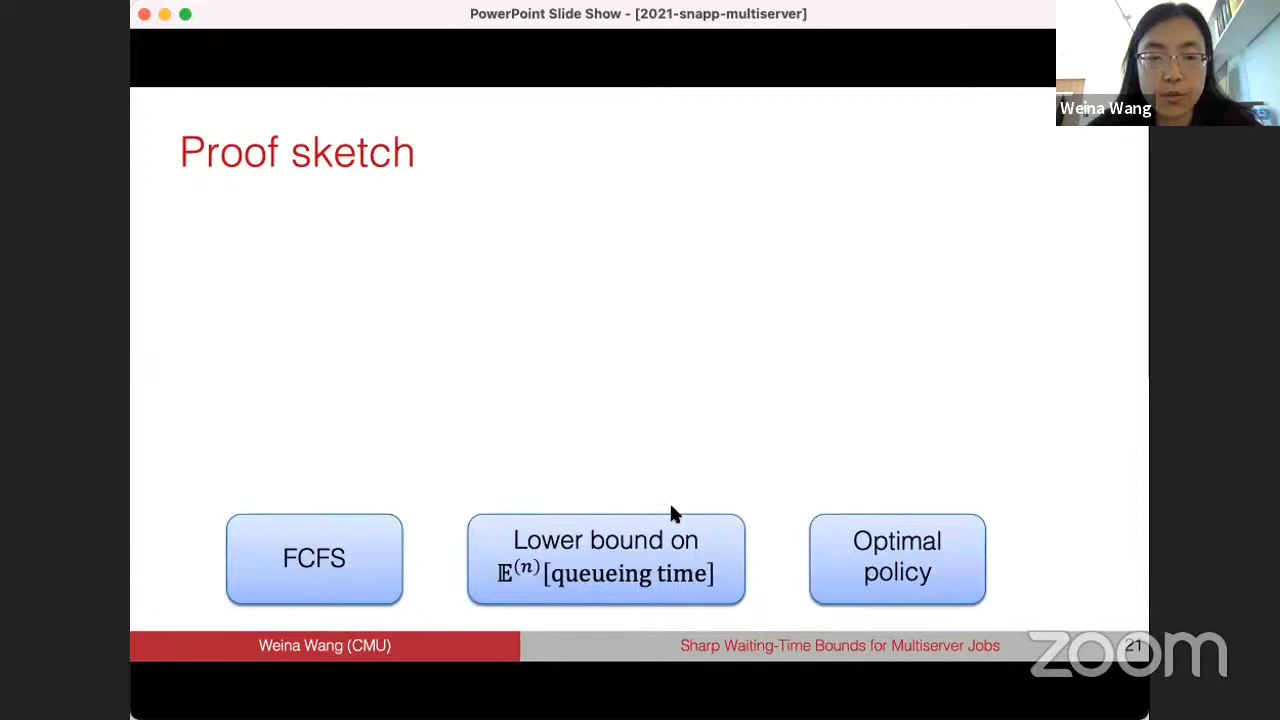 PowerPoint Slide Show - [2021-snapp-multiserver]
Weina Wang
Proof sketch
FCFS
Lower bound on
𝔼⁽ⁿ⁾[queueing time]
Optimal
policy
Weina Wang (CMU)
Sharp Waiting-Time Bounds for Multiserver Jobs
21
zoom